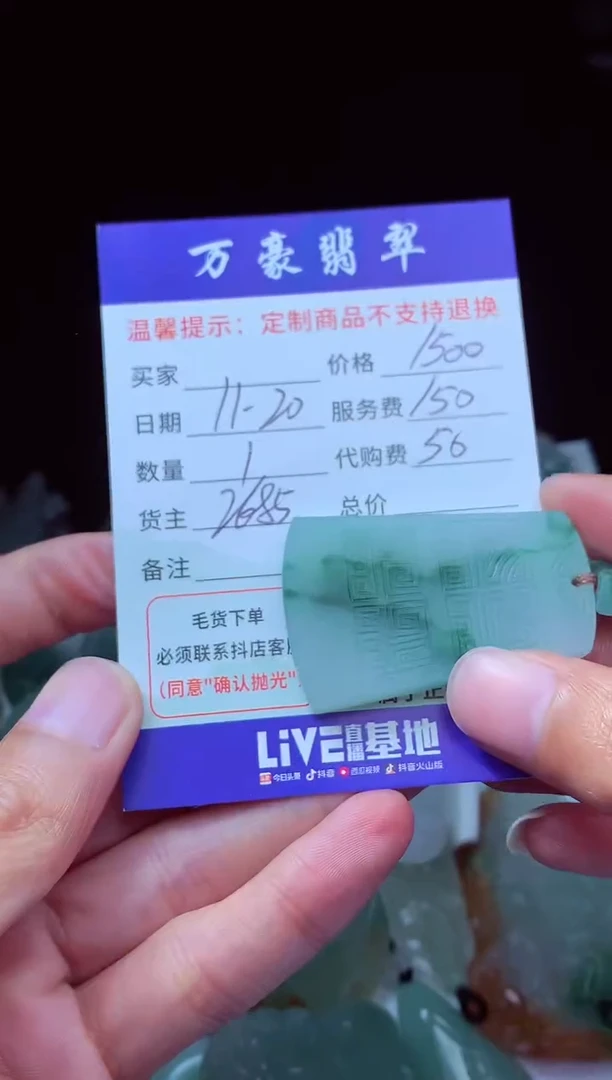 万豪翡翠
温馨提示：定制商品不支持退换
买家 价格 1500
日期 11-20 服务费 150
数量 1 代购费 56
货主 2685 总价
备注
毛货下单
必须联系抖店客
(同意"确认抛光"
LiVE直播基地
今日头条 抖音 西瓜视频 抖音火山版